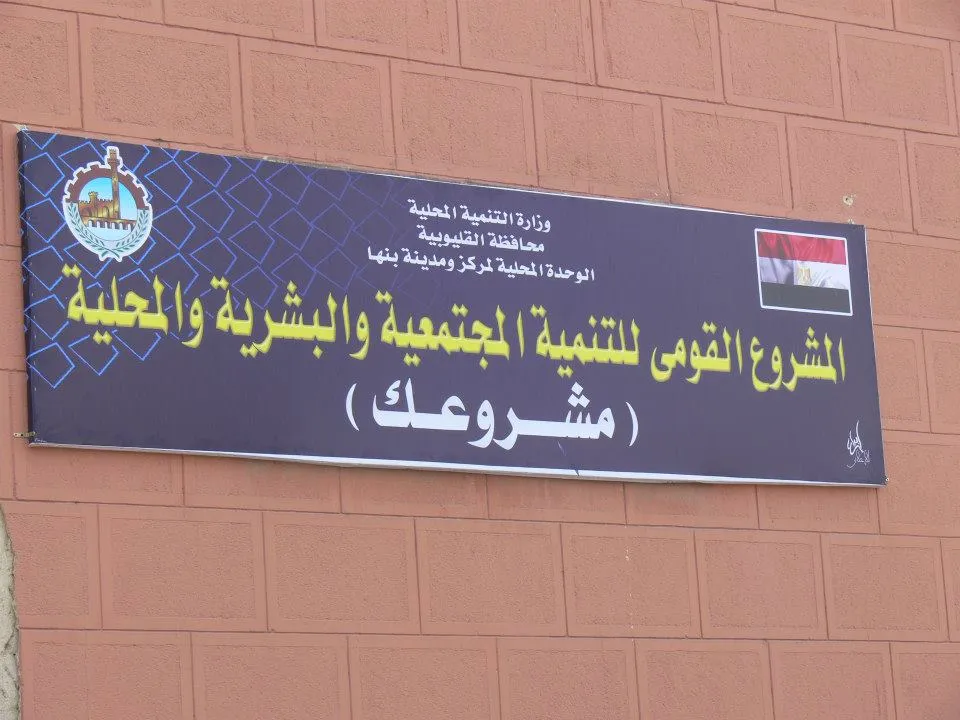 وزارة التنمية المحلية
محافظة القليوبية
الوحدة المحلية لمركز ومدينة بنها
المشروع القومى للتنمية المجتمعية والبشرية والمحلية
( مشروعك )